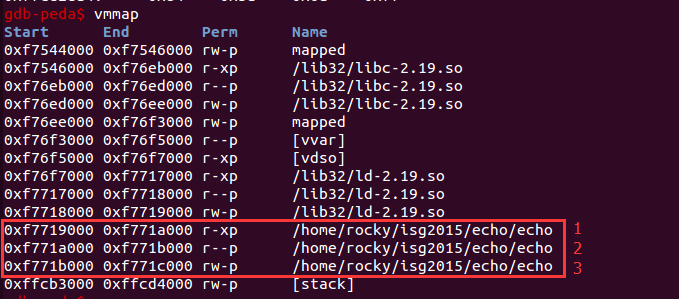 gdb-peda$ vmmap
Start End Perm Name
0xf7544000 0xf7546000 rw-p mapped
0xf7546000 0xf76eb000 r-xp /lib32/libc-2.19.so
0xf76eb000 0xf76ed000 r--p /lib32/libc-2.19.so
0xf76ed000 0xf76ee000 rw-p /lib32/libc-2.19.so
0xf76ee000 0xf76f3000 rw-p mapped
0xf76f3000 0xf76f5000 r--p [vvar]
0xf76f5000 0xf76f7000 r-xp [vdso]
0xf76f7000 0xf7717000 r-xp /lib32/ld-2.19.so
0xf7717000 0xf7718000 r--p /lib32/ld-2.19.so
0xf7718000 0xf7719000 rw-p /lib32/ld-2.19.so
0xf7719000 0xf771a000 r-xp /home/rocky/isg2015/echo/echo 1
0xf771a000 0xf771b000 r--p /home/rocky/isg2015/echo/echo 2
0xf771b000 0xf771c000 rw-p /home/rocky/isg2015/echo/echo 3
0xffcb3000 0xffcd4000 rw-p [stack]